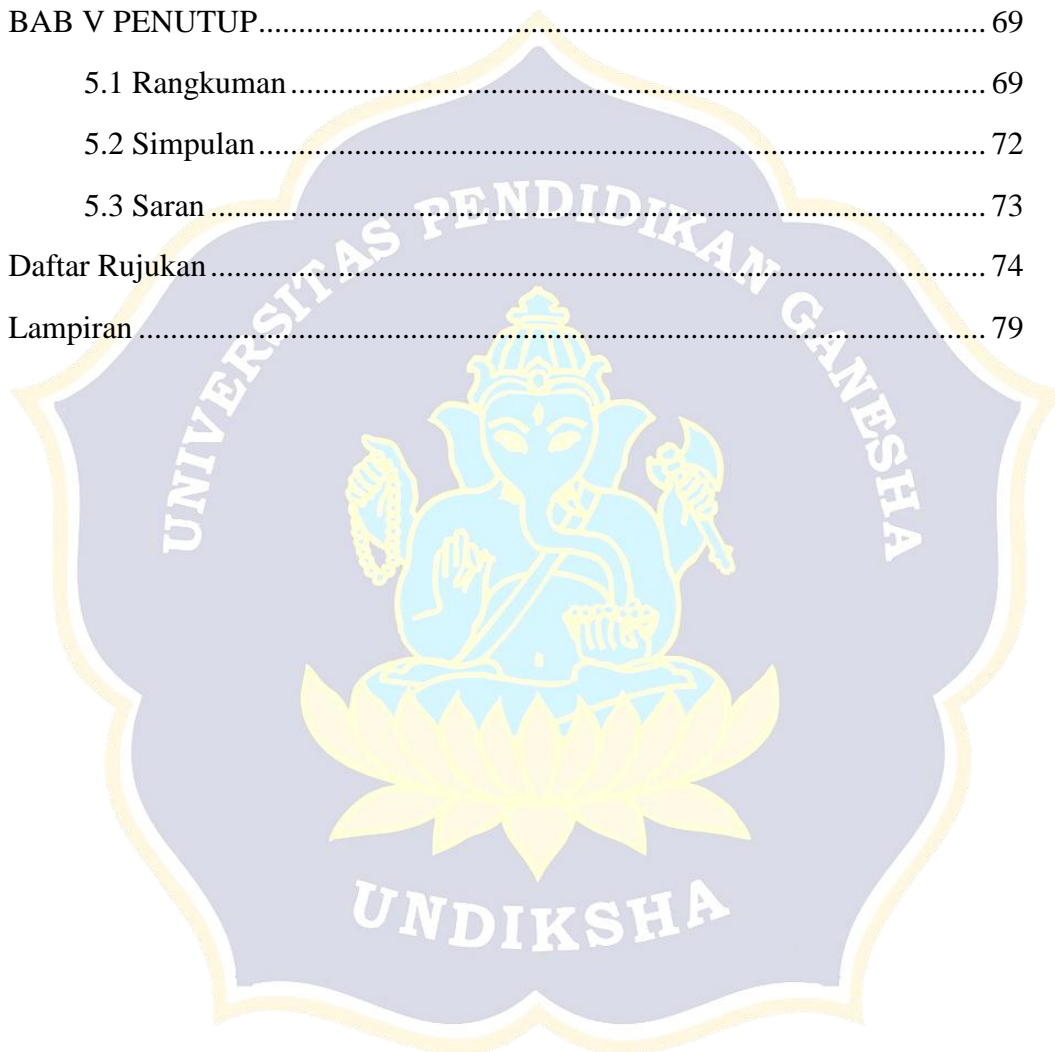 BAB V PENUTUP........................................................................................... 69
5.1 Rangkuman....................................................................................... 69
5.2 Simpulan........................................................................................... 72
5.3 Saran ................................................................................................. 73
Daftar Rujukan ................................................................................................. 74
Lampiran .......................................................................................................... 79
UNIVERSITAS PENDIDIKAN GANESHA
UNDIKSHA